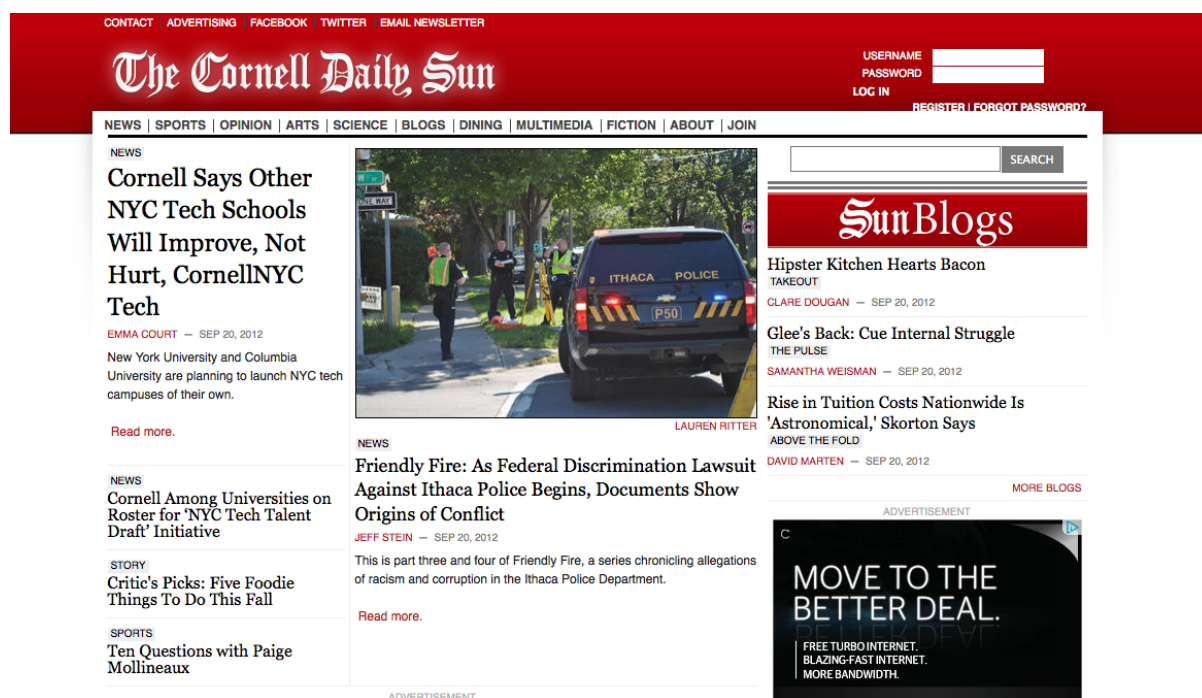 CONTACT ADVERTISING FACEBOOK TWITTER EMAIL NEWSLETTER
The Cornell Daily Sun
USERNAME
PASSWORD
LOG IN
REGISTER | FORGOT PASSWORD?
NEWS | SPORTS | OPINION | ARTS | SCIENCE | BLOGS | DINING | MULTIMEDIA | FICTION | ABOUT | JOIN
NEWS
Cornell Says Other
NYC Tech Schools
Will Improve, Not
Hurt, CornellNYC
Tech
EMMA COURT — SEP 20, 2012
New York University and Columbia
University are planning to launch NYC tech
campuses of their own.
Read more.
NEWS
Cornell Among Universities on
Roster for ‘NYC Tech Talent
Draft’ Initiative
STORY
Critic's Picks: Five Foodie
Things To Do This Fall
SPORTS
Ten Questions with Paige
Mollineaux
ONE WAY
ITHACA POLICE
P50
LAUREN RITTER
NEWS
Friendly Fire: As Federal Discrimination Lawsuit
Against Ithaca Police Begins, Documents Show
Origins of Conflict
JEFF STEIN — SEP 20, 2012
This is part three and four of Friendly Fire, a series chronicling allegations
of racism and corruption in the Ithaca Police Department.
Read more.
ADVERTISEMENT
SEARCH
SunBlogs
Hipster Kitchen Hearts Bacon
TAKEOUT
CLARE DOUGAN — SEP 20, 2012
Glee's Back: Cue Internal Struggle
THE PULSE
SAMANTHA WEISMAN — SEP 20, 2012
Rise in Tuition Costs Nationwide Is
'Astronomical,' Skorton Says
ABOVE THE FOLD
DAVID MARTEN — SEP 20, 2012
MORE BLOGS
ADVERTISEMENT
MOVE TO THE
BETTER DEAL.
FREE TURBO INTERNET.
BLAZING-FAST INTERNET.
MORE BANDWIDTH.